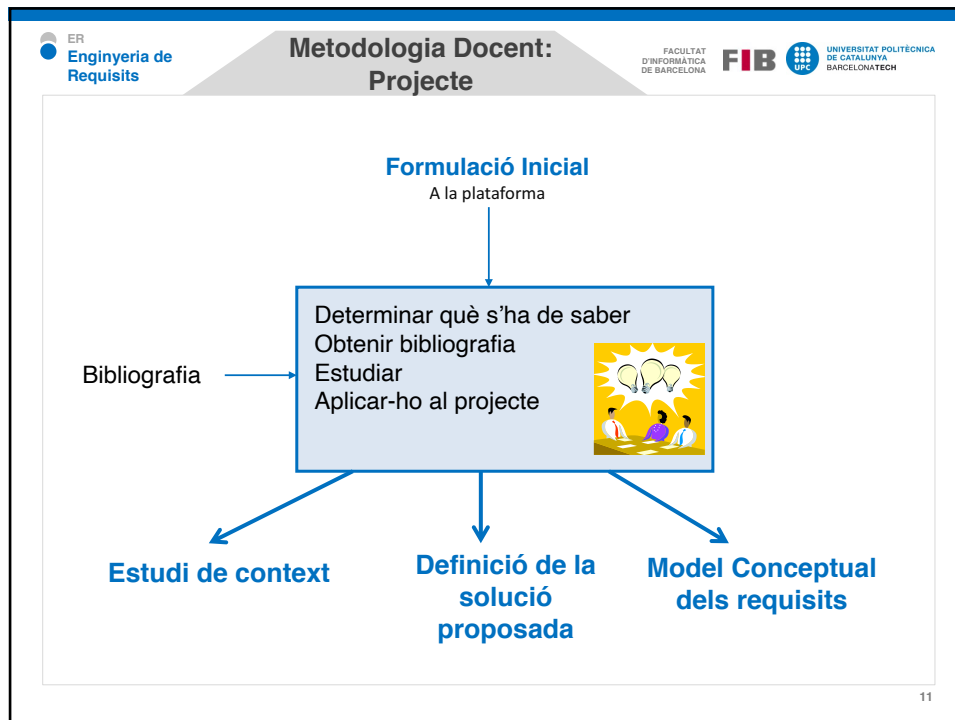 ER
Enginyeria de
Requisits
Metodologia Docent:
Projecte
FACULTAT
D'INFORMÀTICA
DE BARCELONA
FIB
UPC
UNIVERSITAT POLITÈCNICA
DE CATALUNYA
BARCELONATECH
Formulació Inicial
A la plataforma
Determinar què s’ha de saber
Obtenir bibliografia
Estudiar
Aplicar-ho al projecte
Bibliografia
Estudi de context
Definició de la
solució
proposada
Model Conceptual
dels requisits
11